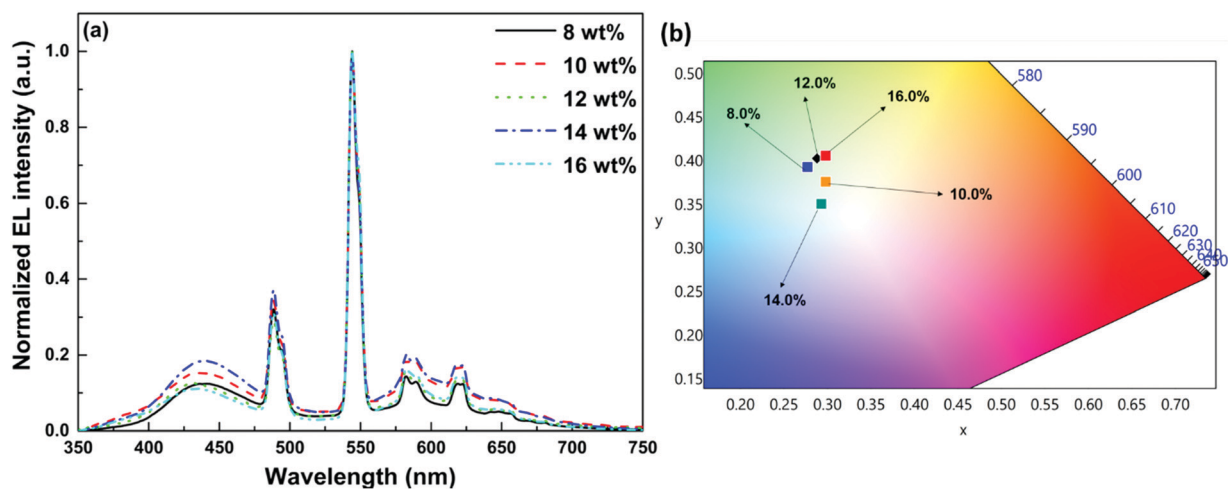 (a)
8 wt%
10 wt%
12 wt%
14 wt%
16 wt%
Normalized EL intensity (a.u.)
1.0
0.8
0.6
0.4
0.2
0.0
350 400 450 500 550 600 650 700 750
Wavelength (nm)
(b)
0.50
0.45
0.40
0.35
0.30
0.25
0.20
0.15
y
12.0%
16.0%
8.0%
10.0%
14.0%
580
590
600
610
620
630
640
650
0.20 0.25 0.30 0.35 0.40 0.45 0.50 0.55 0.60 0.65 0.70
x